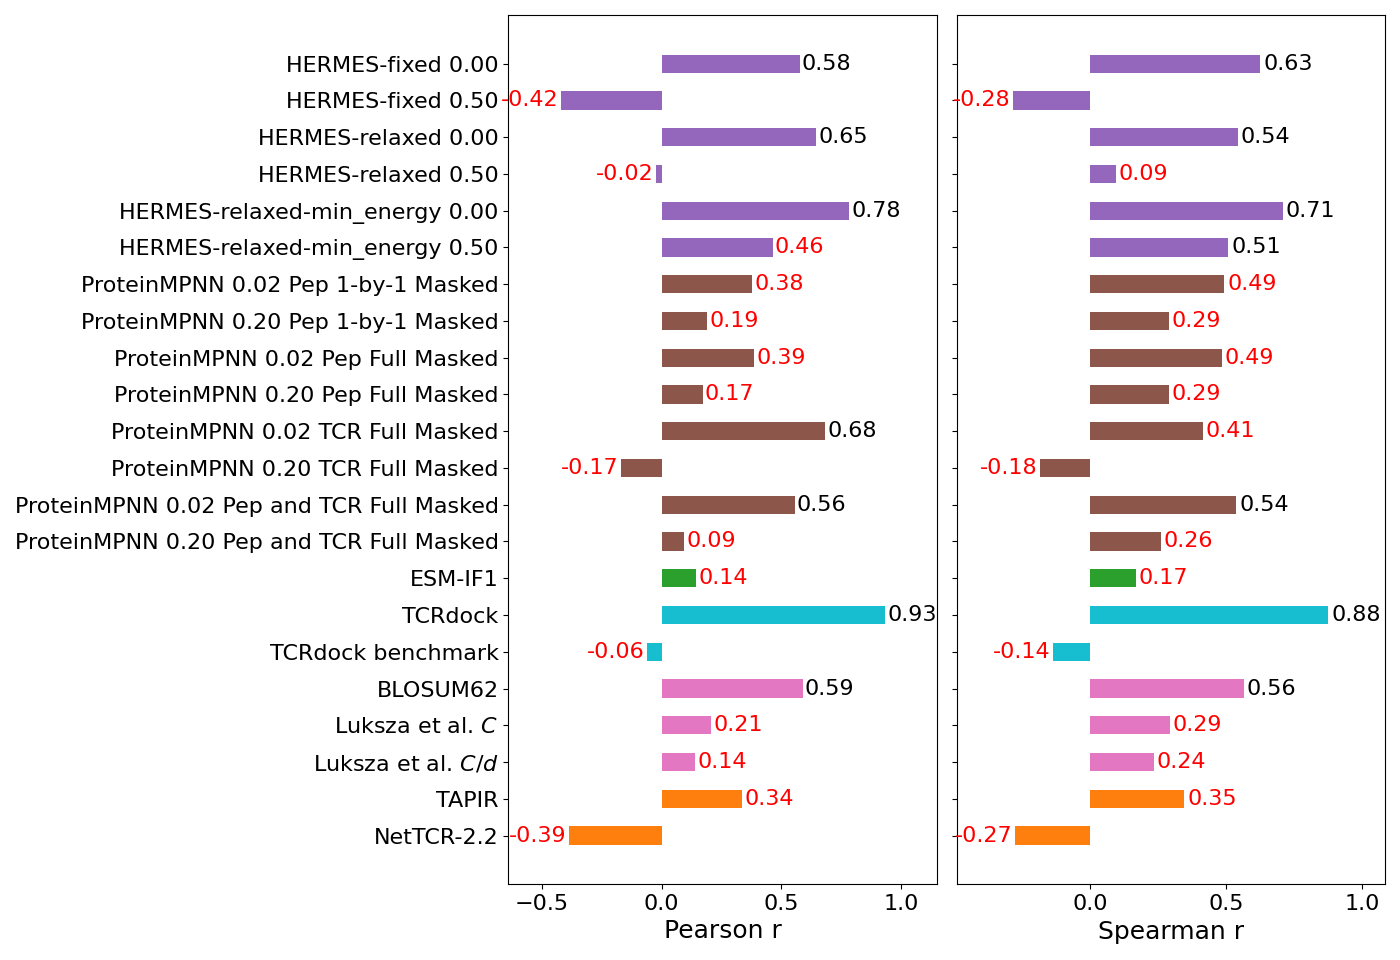 HERMES-fixed 0.00 0.58 0.63
HERMES-fixed 0.50 -0.42 -0.28
HERMES-relaxed 0.00 0.65 0.54
HERMES-relaxed 0.50 -0.02 0.09
HERMES-relaxed-min_energy 0.00 0.78 0.71
HERMES-relaxed-min_energy 0.50 0.46 0.51
ProteinMPNN 0.02 Pep 1-by-1 Masked 0.38 0.49
ProteinMPNN 0.20 Pep 1-by-1 Masked 0.19 0.29
ProteinMPNN 0.02 Pep Full Masked 0.39 0.49
ProteinMPNN 0.20 Pep Full Masked 0.17 0.29
ProteinMPNN 0.02 TCR Full Masked 0.68 0.41
ProteinMPNN 0.20 TCR Full Masked -0.17 -0.18
ProteinMPNN 0.02 Pep and TCR Full Masked 0.56 0.54
ProteinMPNN 0.20 Pep and TCR Full Masked 0.09 0.26
ESM-IF1 0.14 0.17
TCRdock 0.93 0.88
TCRdock benchmark -0.06 -0.14
BLOSUM62 0.59 0.56
Luksza et al. C 0.21 0.29
Luksza et al. C/d 0.14 0.24
TAPIR 0.34 0.35
NetTCR-2.2 -0.39 -0.27
−0.5 0.0 0.5 1.0 0.0 0.5 1.0
Pearson r Spearman r